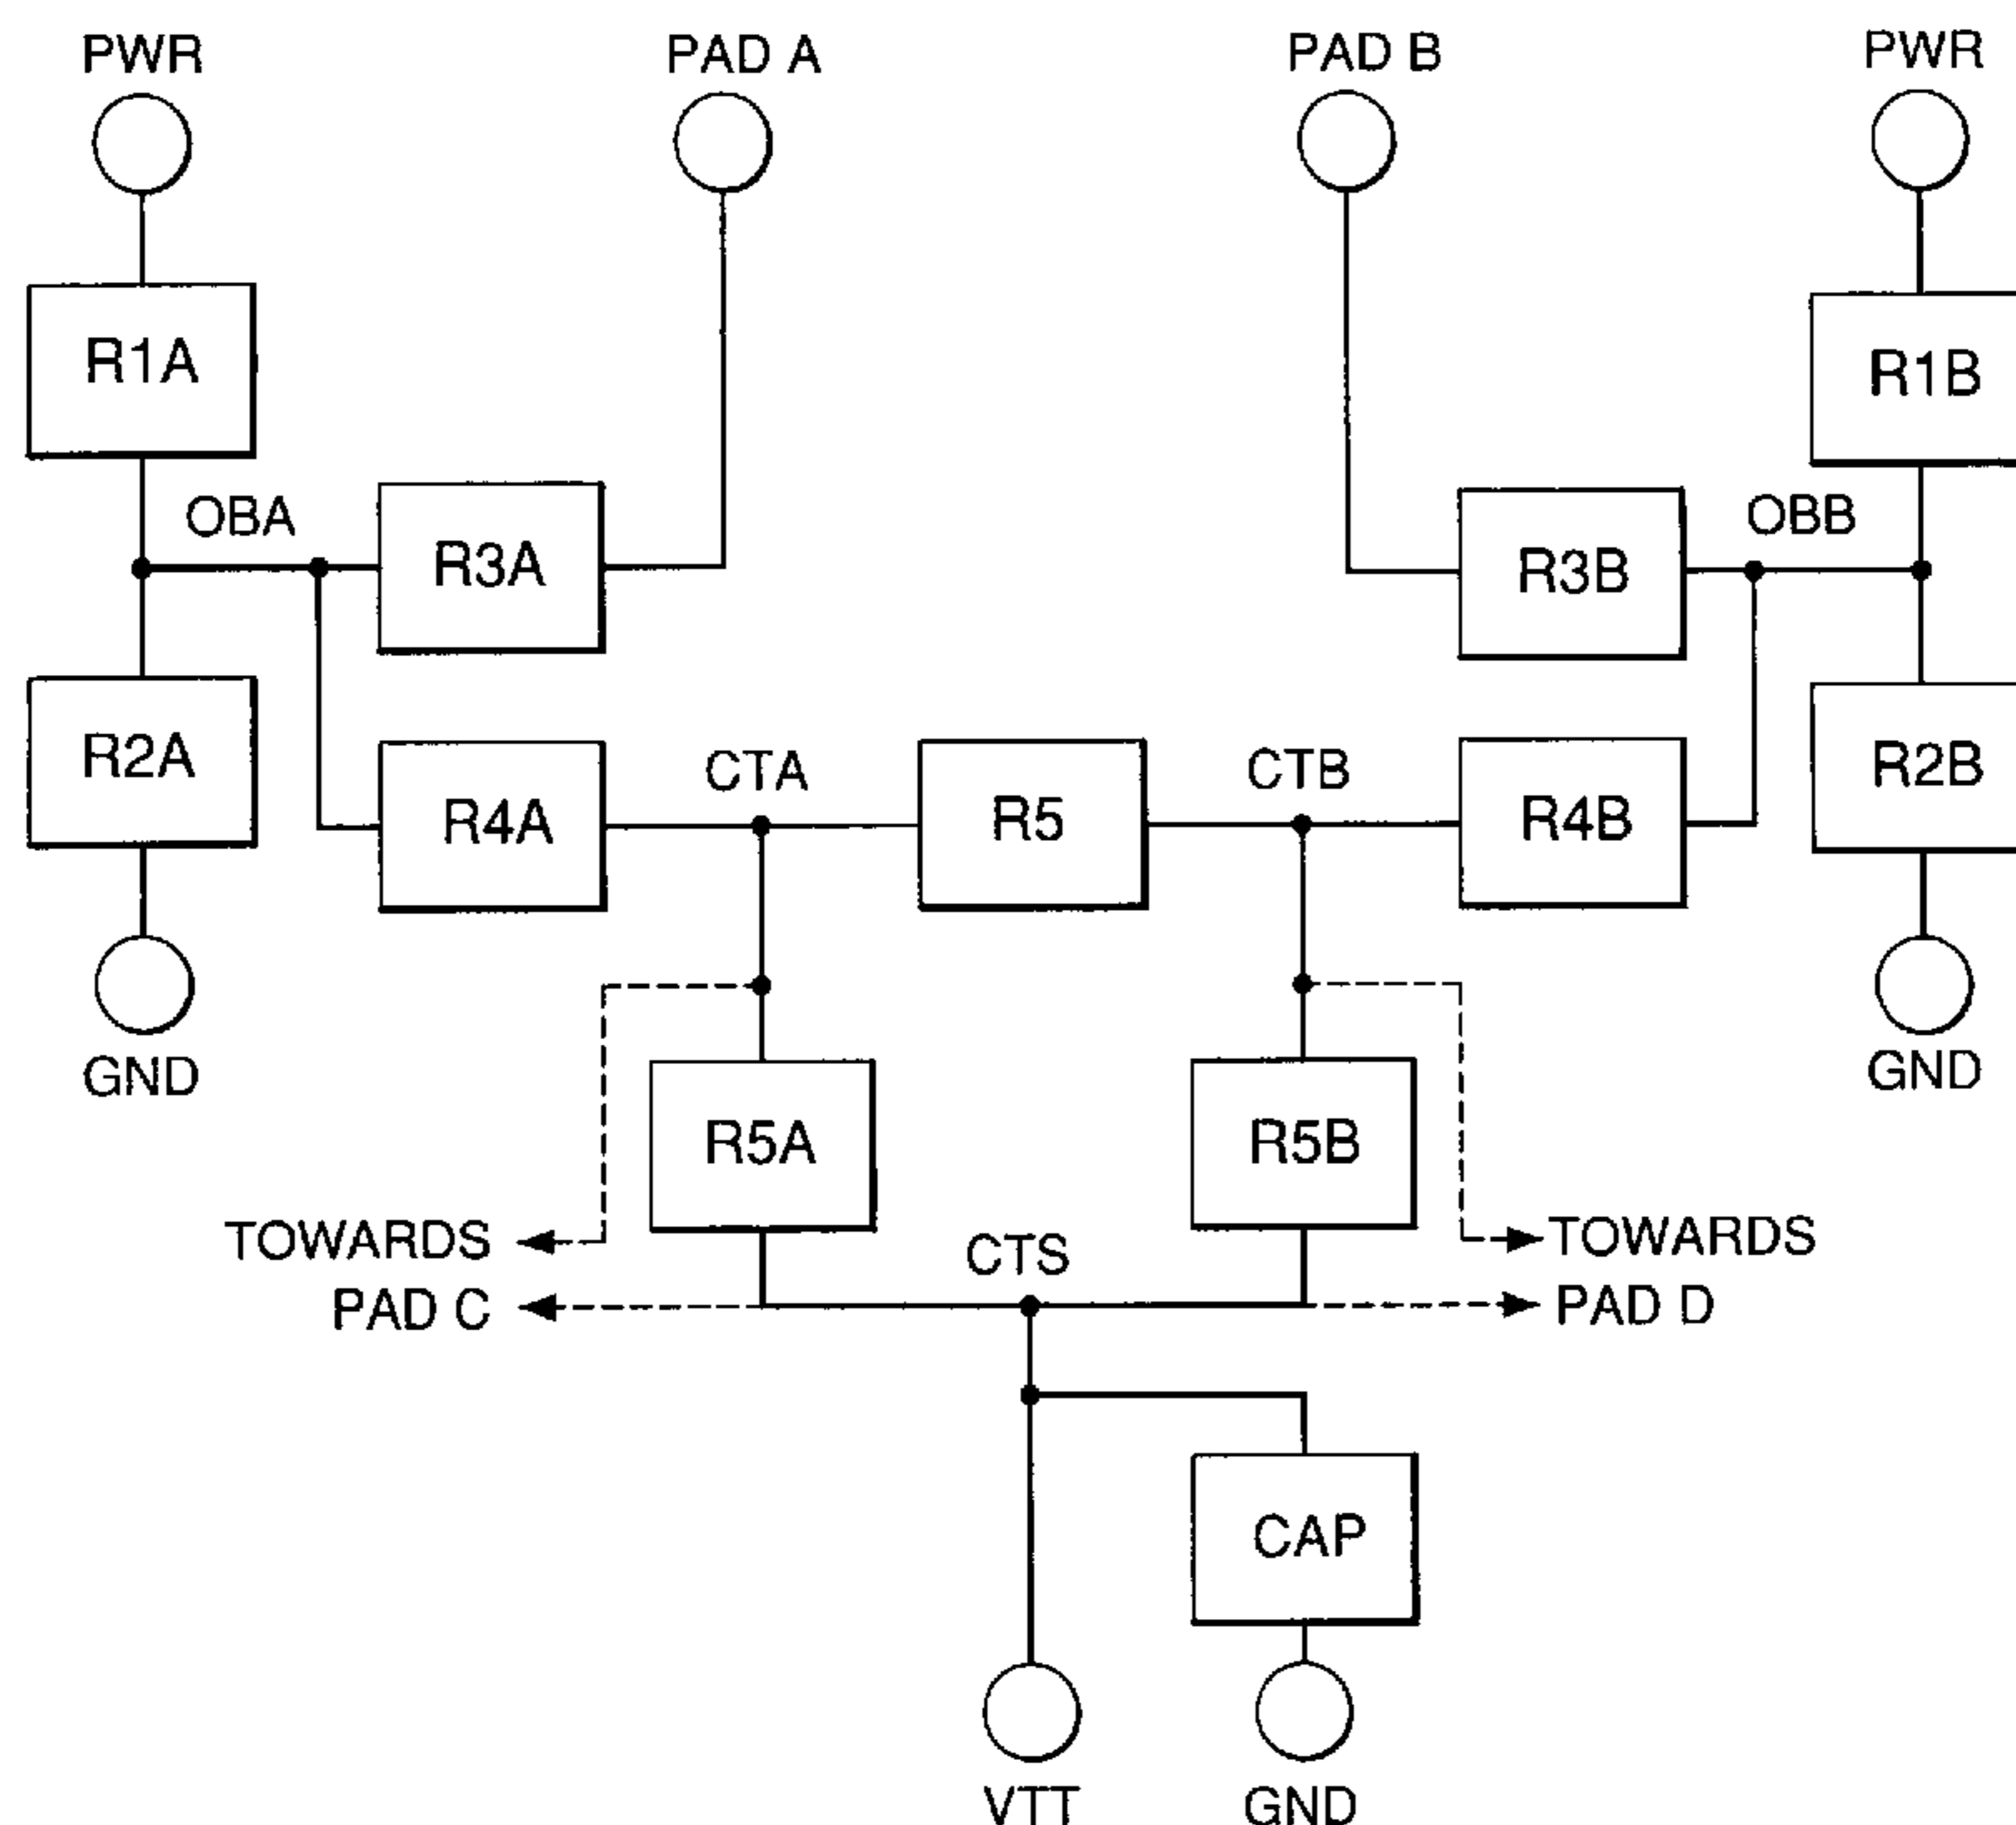 PWR
PAD A
PAD B
PWR
R1A
R1B
OBA
R3A
R3B
OBB
R2A
R4A
CTA
R5
CTB
R4B
R2B
GND
GND
R5A
R5B
TOWARDS
PAD C
CTS
TOWARDS
PAD D
CAP
VTT
GND